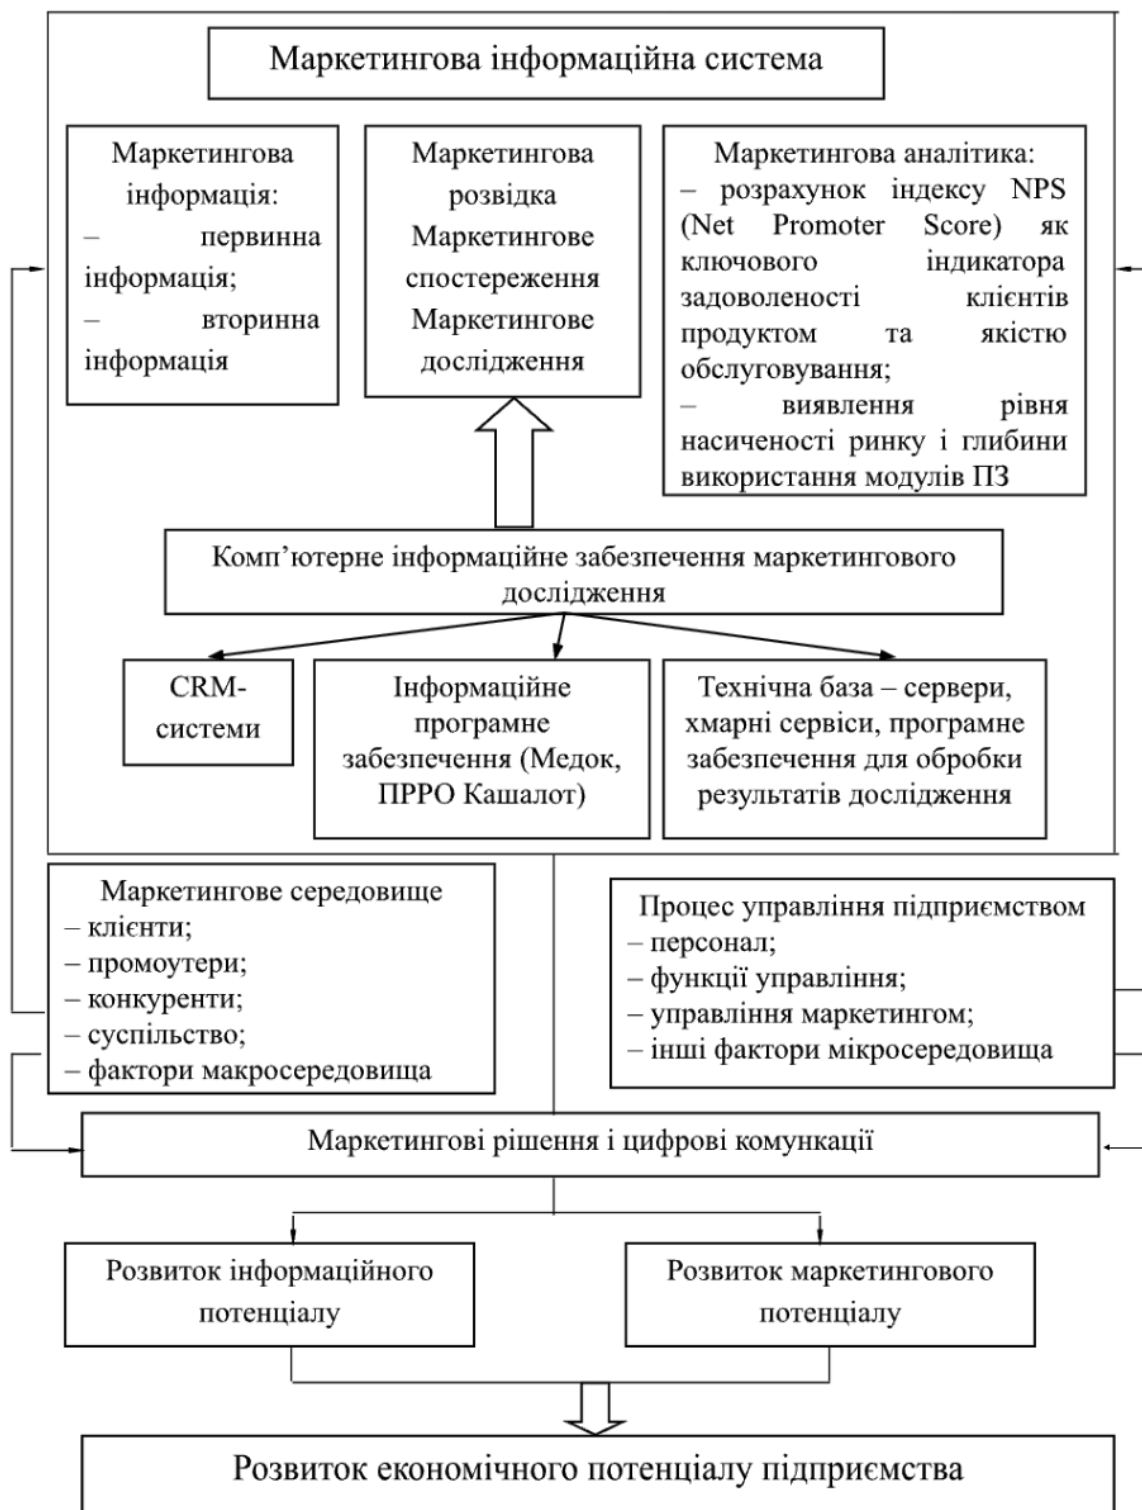 Маркетингова інформаційна система
Маркетингова
інформація:
– первинна
інформація;
– вторинна
інформація
Маркетингова
розвідка
Маркетингове
спостереження
Маркетингове
дослідження
Маркетингова аналітика:
– розрахунок індексу NPS
(Net Promoter Score) як
ключового індикатора
задоволеності клієнтів
продуктом та якістю
обслуговування;
– виявлення рівня
насиченості ринку і глибини
використання модулів ПЗ
Комп’ютерне інформаційне забезпечення маркетингового
дослідження
CRM-
системи
Інформаційне
програмне
забезпечення (Медок,
ПРРО Кашалот)
Технічна база – сервери,
хмарні сервіси, програмне
забезпечення для обробки
результатів дослідження
Маркетингове середовище
– клієнти;
– промоутери;
– конкуренти;
– суспільство;
– фактори макросередовища
Процес управління підприємством
– персонал;
– функції управління;
– управління маркетингом;
– інші фактори мікросередовища
Маркетингові рішення і цифрові комункації
Розвиток інформаційного
потенціалу
Розвиток маркетингового
потенціалу
Розвиток економічного потенціалу підприємства